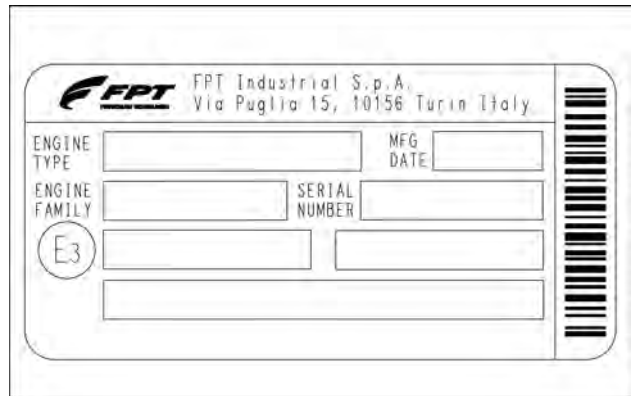 FPT
FPT Industrial S.p.A.
Via Puglia 15, 10156 Turin Italy
ENGINE TYPE
MFG DATE
ENGINE FAMILY
SERIAL NUMBER
E3